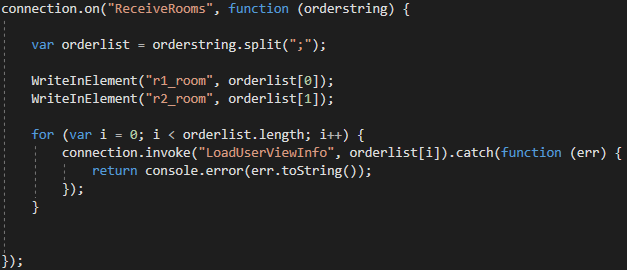 connection.on("ReceiveRooms", function (orderstring) {
var orderlist = orderstring.split(";");
WriteInElement("r1_room", orderlist[0]);
WriteInElement("r2_room", orderlist[1]);
for (var i = 0; i < orderlist.length; i++) {
connection.invoke("LoadUserViewInfo", orderlist[i]).catch(function (err) {
return console.error(err.toString());
});
}
});